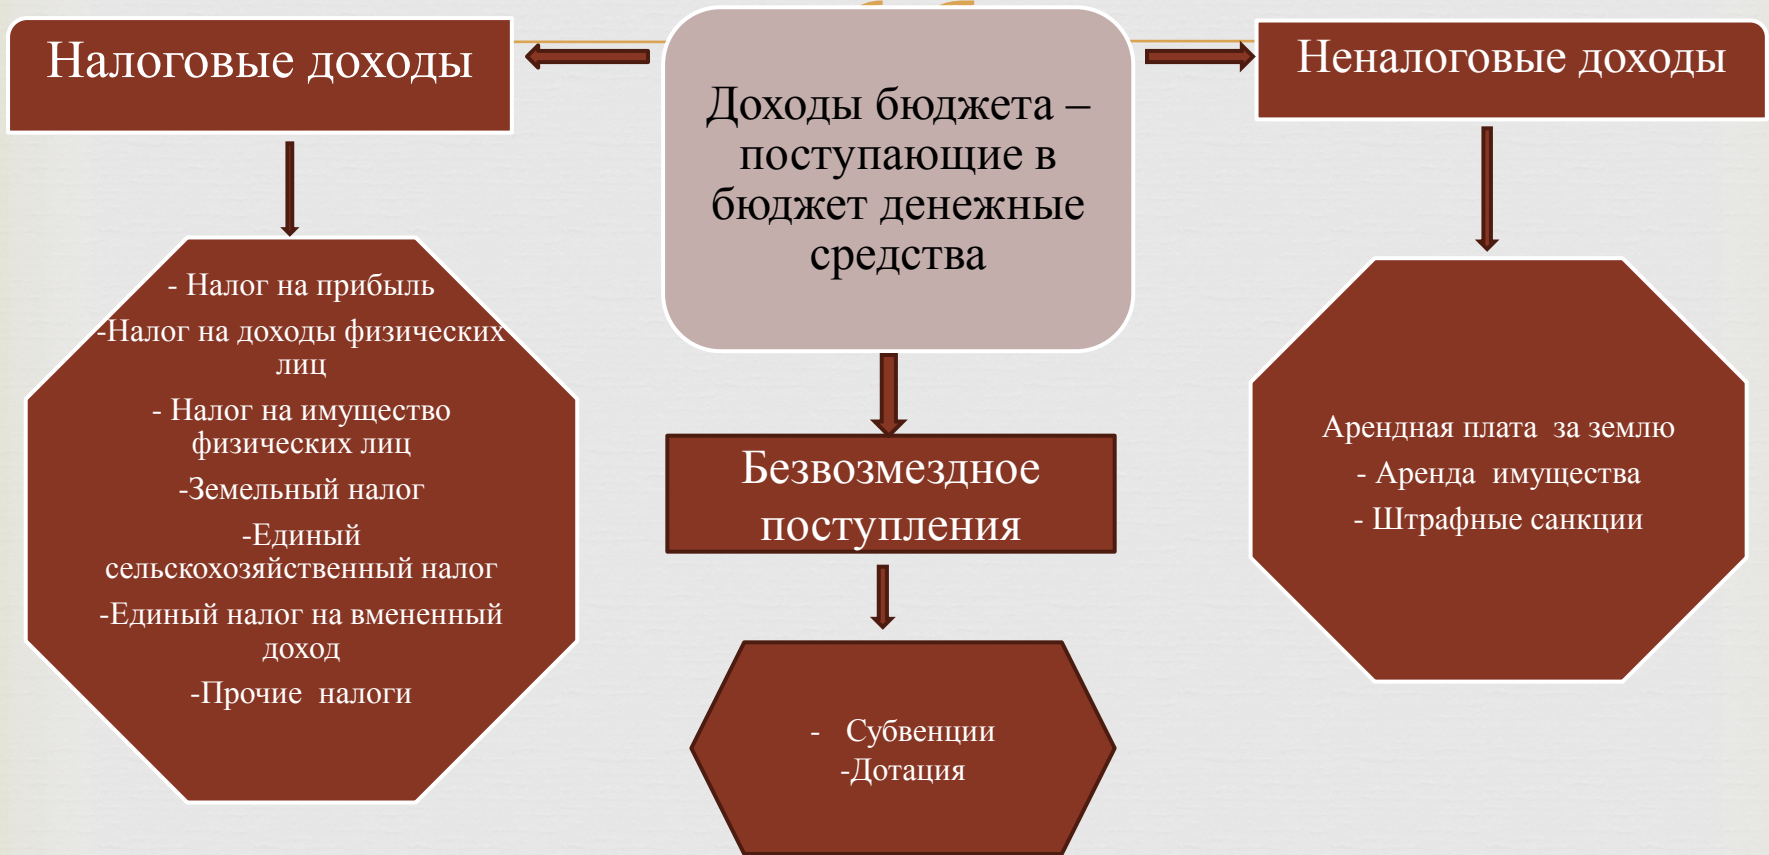 Налоговые доходы
Доходы бюджета –
поступающие в
бюджет денежные
средства
Неналоговые доходы
- Налог на прибыль
-Налог на доходы физических
лиц
- Налог на имущество
физических лиц
-Земельный налог
-Единый
сельскохозяйственный налог
-Единый налог на вмененный
доход
-Прочие налоги
Безвозмездное
поступления
- Субвенции
-Дотация
Арендная плата за землю
- Аренда имущества
- Штрафные санкции